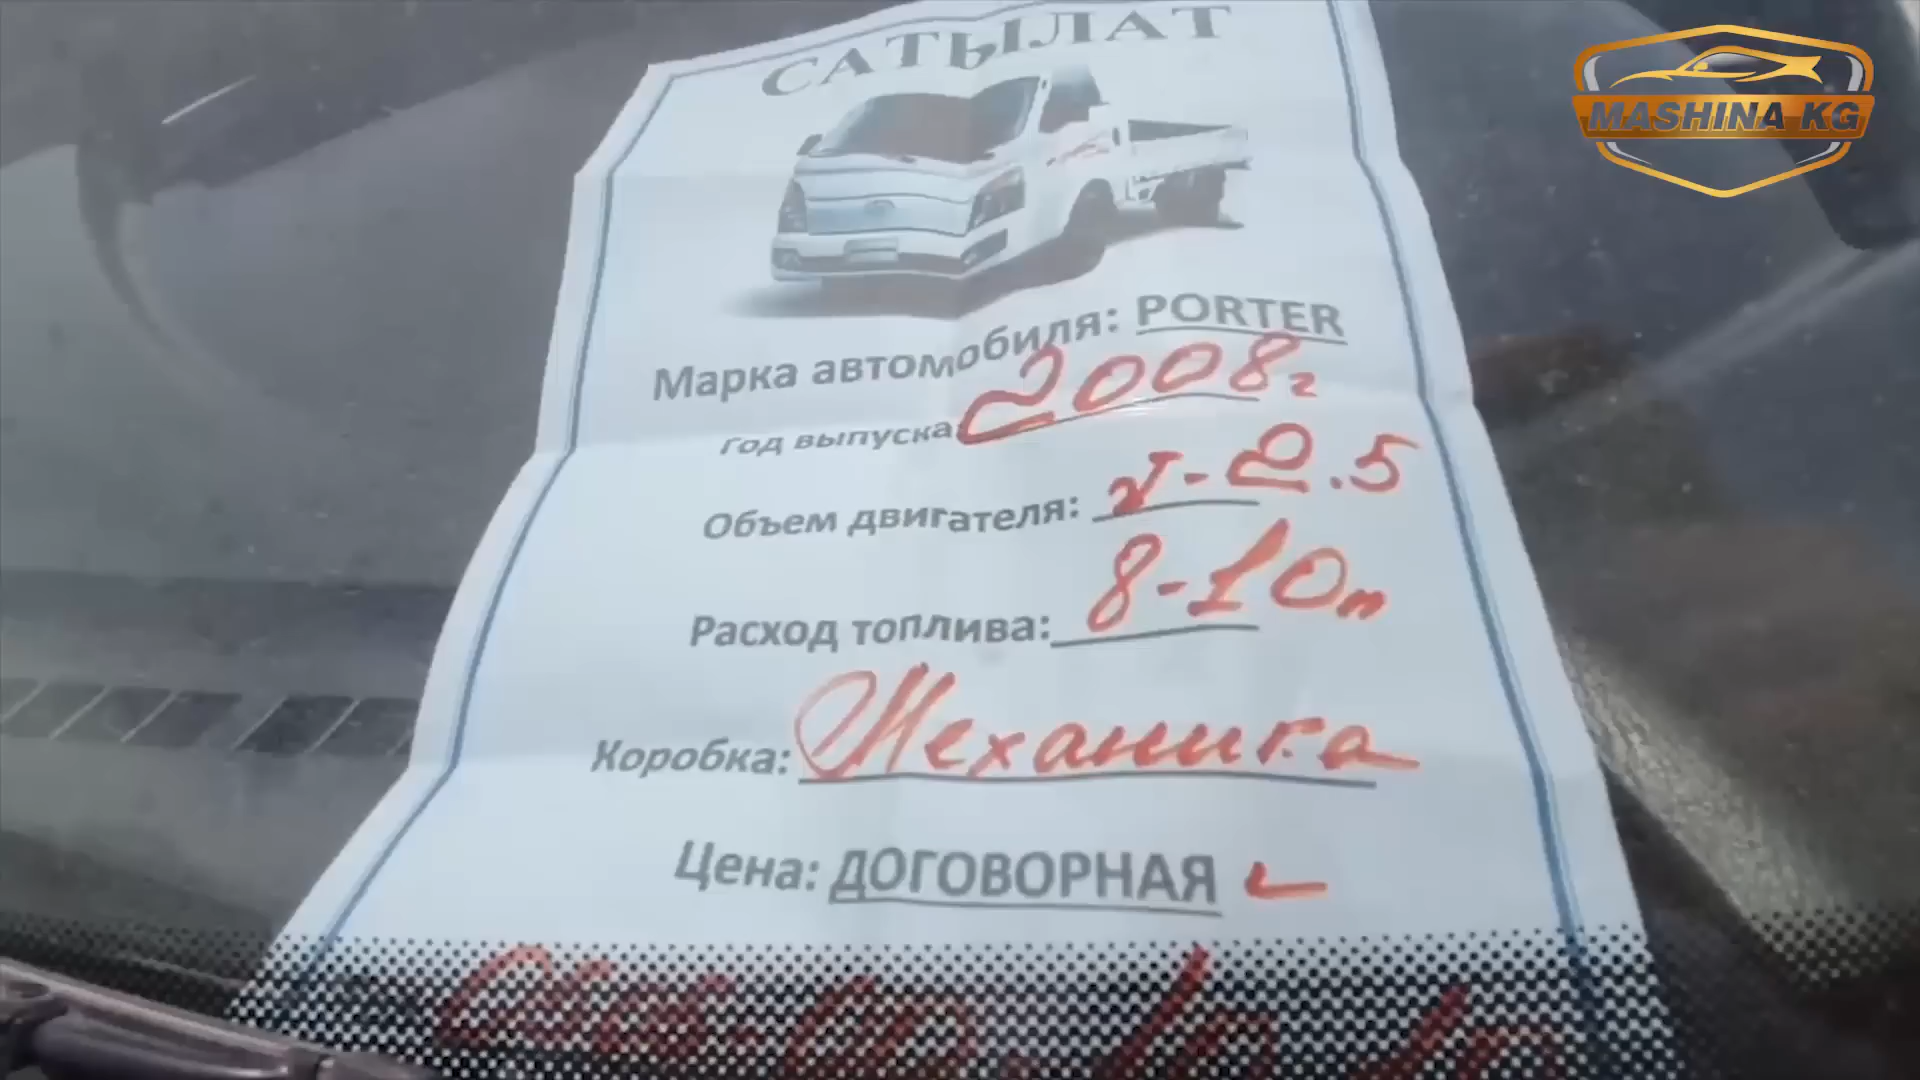 САТЫЛАТ
MASHINA KG
Марка автомобиля: PORTER
год выпуска: 2008г
Объем двигателя: V-2.5
Расход топлива: 8-10л
Коробка: Механика
Цена: ДОГОВОРНАЯ